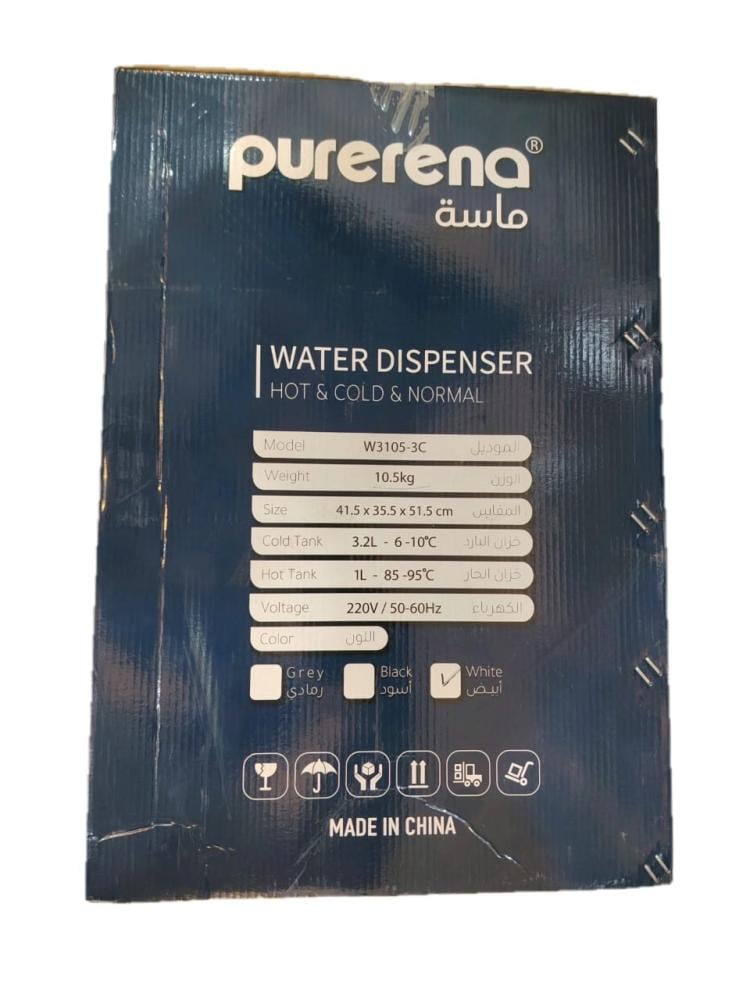 purerena®
ماسة
WATER DISPENSER
HOT & COLD & NORMAL
Model W3105-3C الموديل
Weight 10.5kg الوزن
Size 41.5 x 35.5 x 51.5 cm المقايس
Cold Tank 3.2L - 6 -10°C خزان البارد
Hot Tank 1L - 85 -95°C خزان الحار
Voltage 220V / 50-60Hz الكهرباء
Color اللون
Grey Black White
رمادي أسود أبيض
MADE IN CHINA